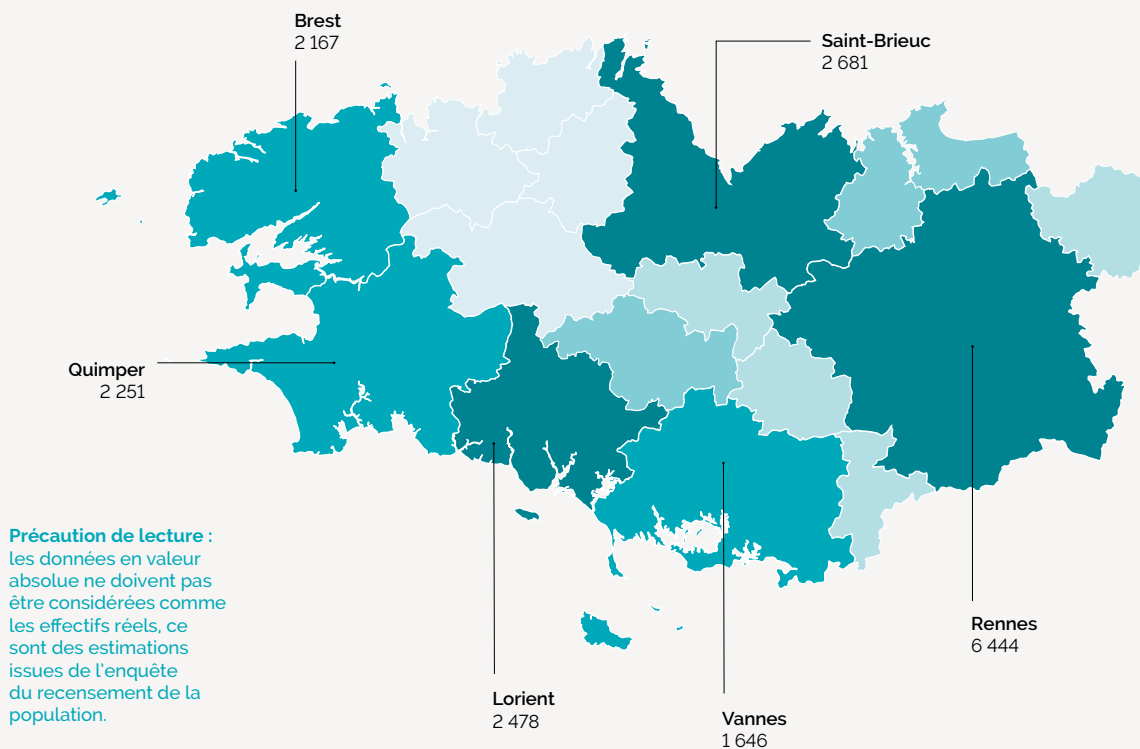 Brest
2 167
Saint-Brieuc
2 681
Quimper
2 251
Précaution de lecture :
les données en valeur
absolue ne doivent pas
être considérées comme
les effectifs réels, ce
sont des estimations
issues de l'enquête
du recensement de la
population.
Rennes
6 444
Lorient
2 478
Vannes
1 646